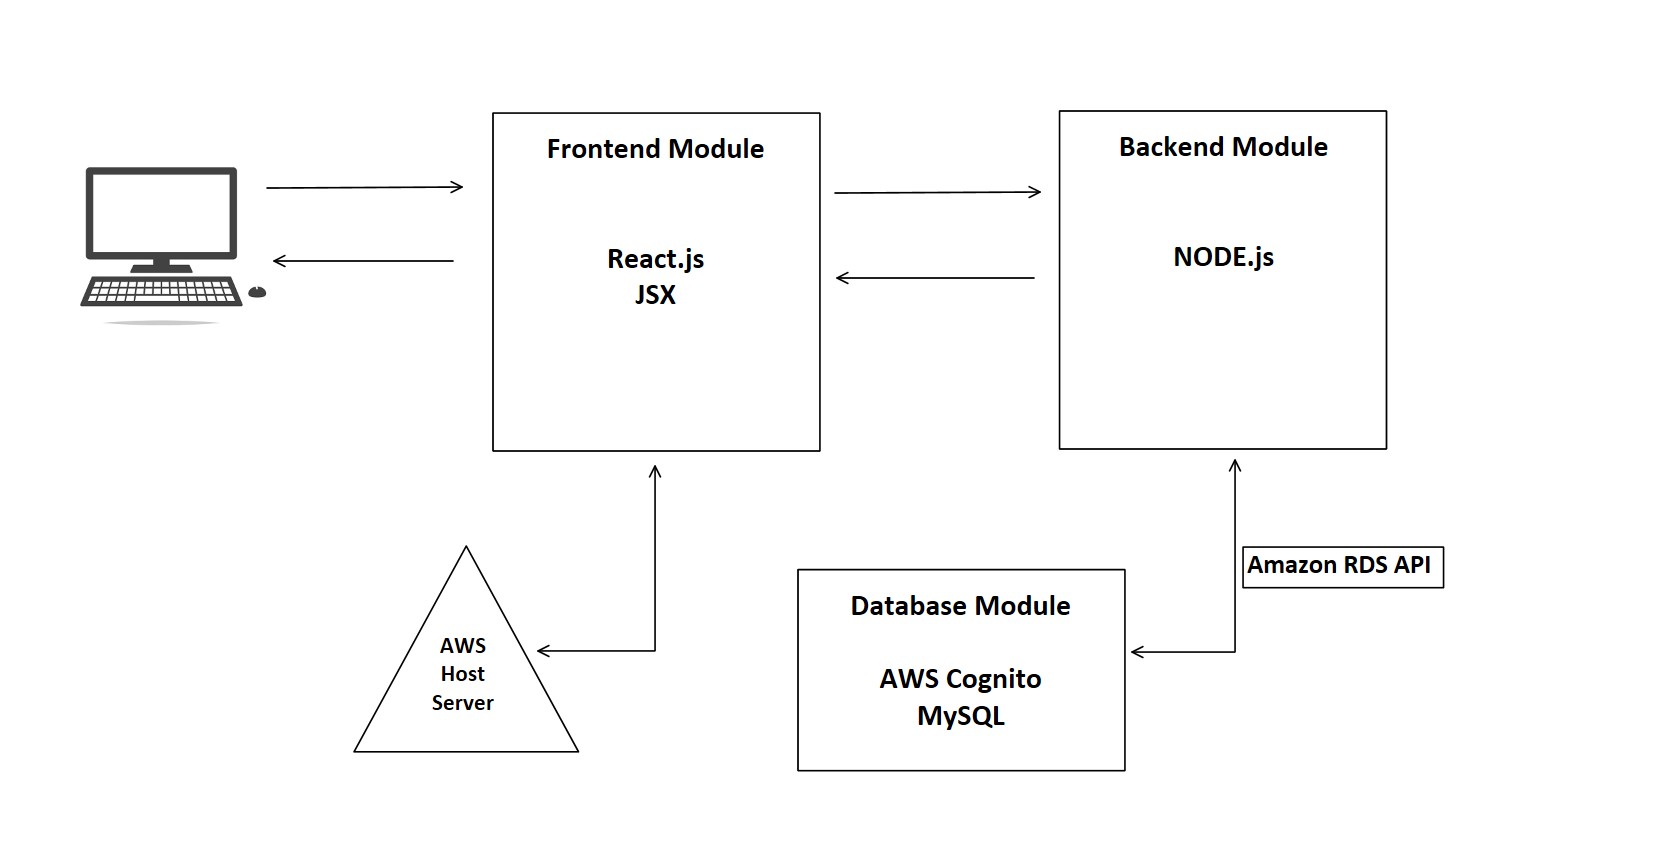 Frontend Module
React.js
JSX
Backend Module
NODE.js
AWS
Host
Server
Database Module
AWS Cognito
MySQL
Amazon RDS API